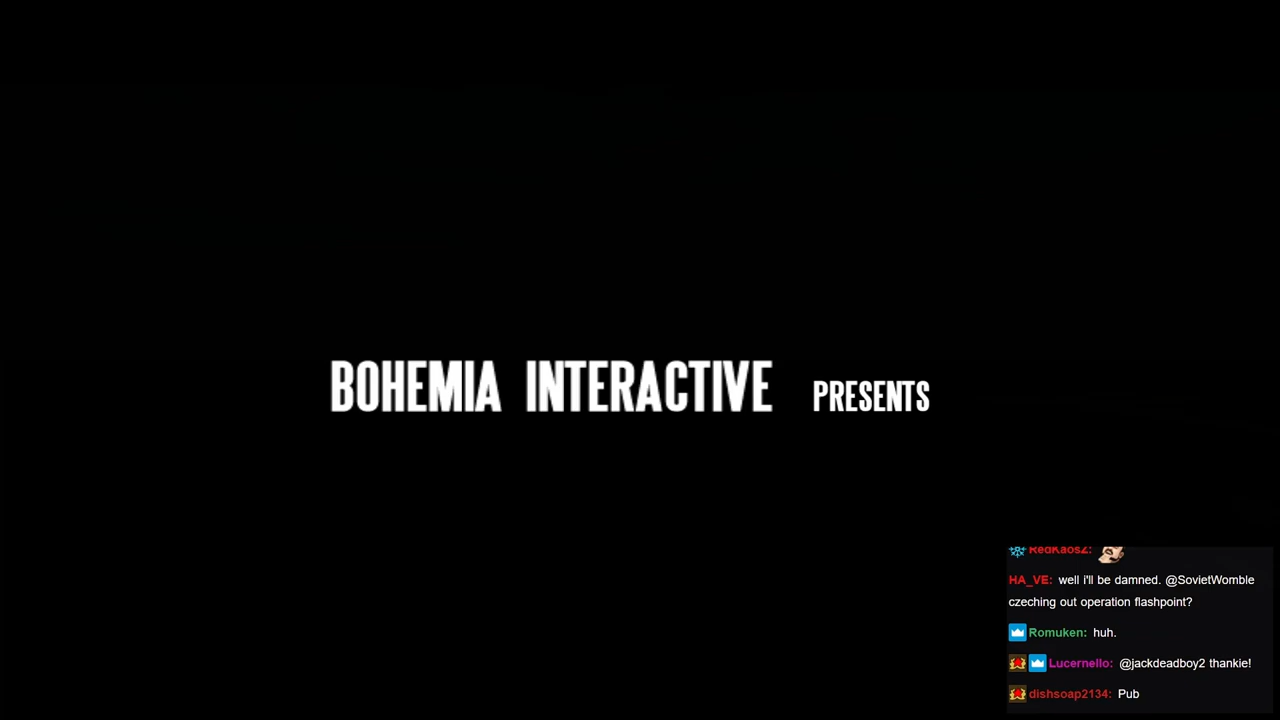 BOHEMIA INTERACTIVE PRESENTS
RedKaosZ:
HA_VE: well i'll be damned. @SovietWomble
czeching out operation flashpoint?
Romuken: huh.
Lucernello: @jackdeadboy2 thankie!
dishsoap2134: Pub